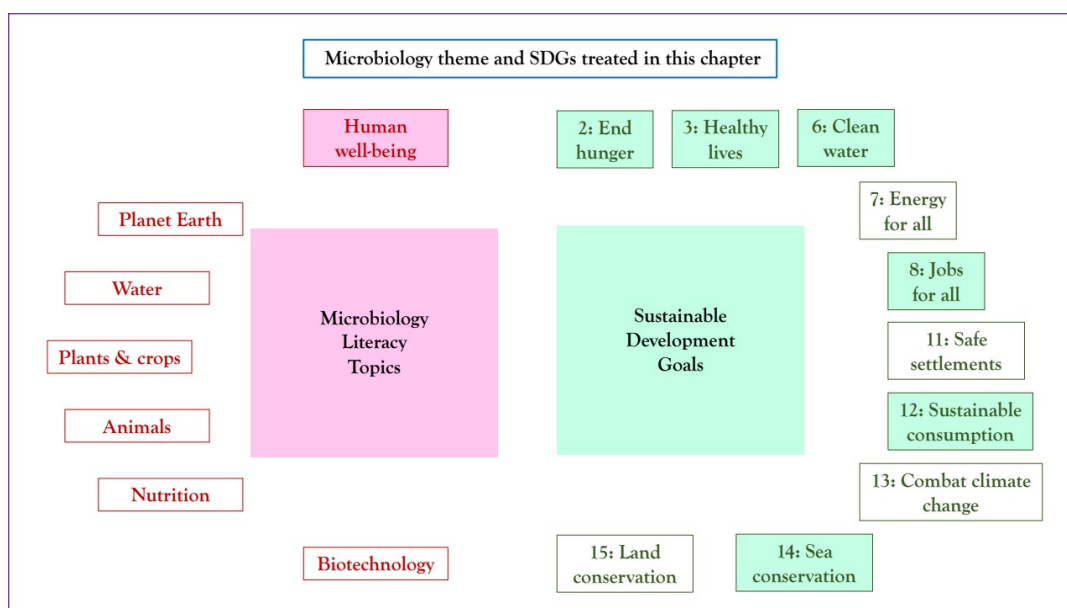 Microbiology theme and SDGs treated in this chapter
Human
well-being
Planet Earth
Water
Plants & crops
Animals
Nutrition
Biotechnology
Microbiology
Literacy
Topics
Sustainable
Development
Goals
2: End
hunger
3: Healthy
lives
6: Clean
water
7: Energy
for all
8: Jobs
for all
11: Safe
settlements
12: Sustainable
consumption
13: Combat climate
change
14: Sea
conservation
15: Land
conservation